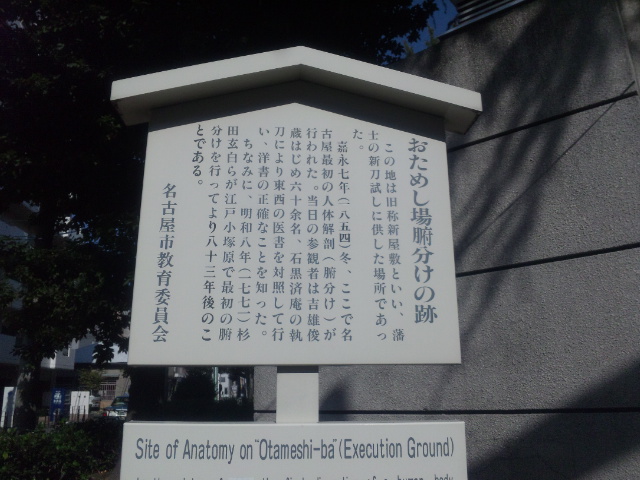 おためし場腑分けの跡
この地は旧称新屋敷といい、藩
士の新刀試しに供した場所であっ
た。
嘉永七年(一八五四)冬、ここで名
古屋最初の人体解剖(腑分け)が
行われた。当日の参観者は吉雄俊
蔵はじめ六十余名、石黒済庵の執
刀により東西の医書を対照して行
い、洋書の正確なことを知った。
ちなみに、明和八年(一七七一)杉
田玄白らが江戸小塚原で最初の腑
分けを行ってより八十三年後のこ
とである。
名古屋市教育委員会
Site of Anatomy on "Otameshi-ba" (Execution Ground)